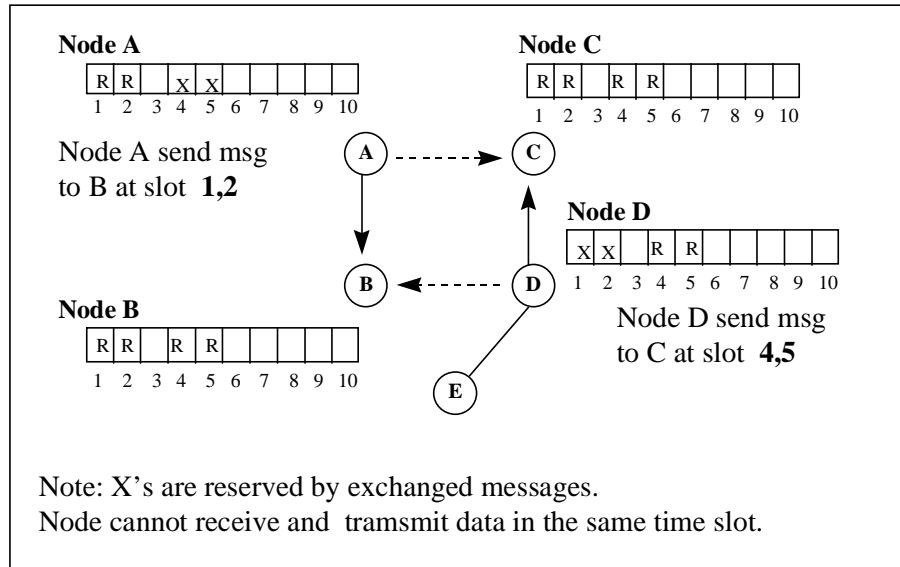 Node A
R R X X
1 2 3 4 5 6 7 8 9 10
Node A send msg
to B at slot 1,2
Node C
R R R R
1 2 3 4 5 6 7 8 9 10
A
C
Node D
X X R R
1 2 3 4 5 6 7 8 9 10
Node D send msg
to C at slot 4,5
B
D
Node B
R R R R
1 2 3 4 5 6 7 8 9 10
E
Note: X's are reserved by exchanged messages.
Node cannot receive and tramsmit data in the same time slot.